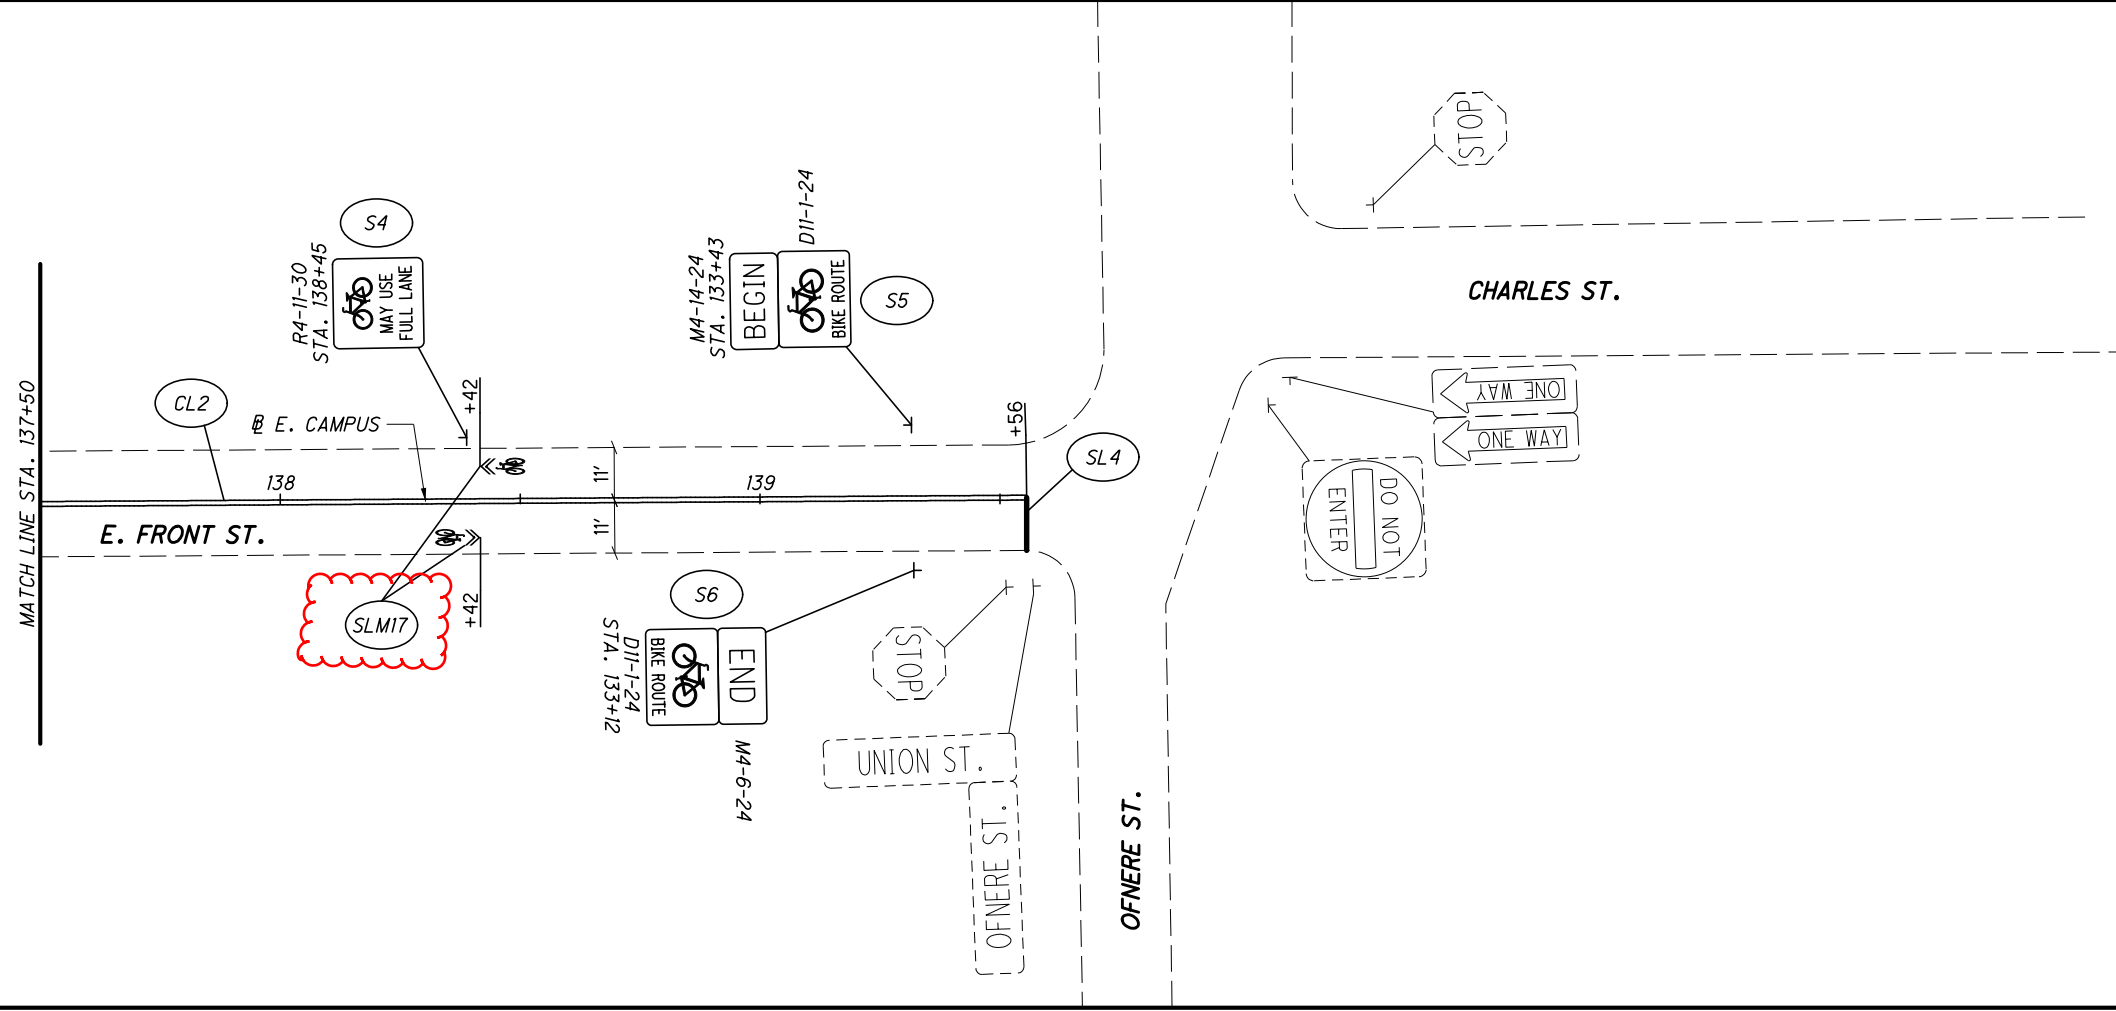 STOP
CHARLES ST.
S4
R4-11-30
STA. 138+45
MAY USE
FULL LANE
D11-1-24
M4-14-24
STA. 133+43
BEGIN
BIKE ROUTE
S5
MATCH LINE STA. 137+50
CL2
℄ E. CAMPUS
+42
+56
SL4
138
11'
139
E. FRONT ST.
11'
SLM17
+42
S6
D11-1-24
STA. 133+12
BIKE ROUTE
END
M4-6-24
STOP
UNION ST.
OFNERE ST.
OFNERE ST.
ONE WAY
ONE WAY
DO NOT
ENTER